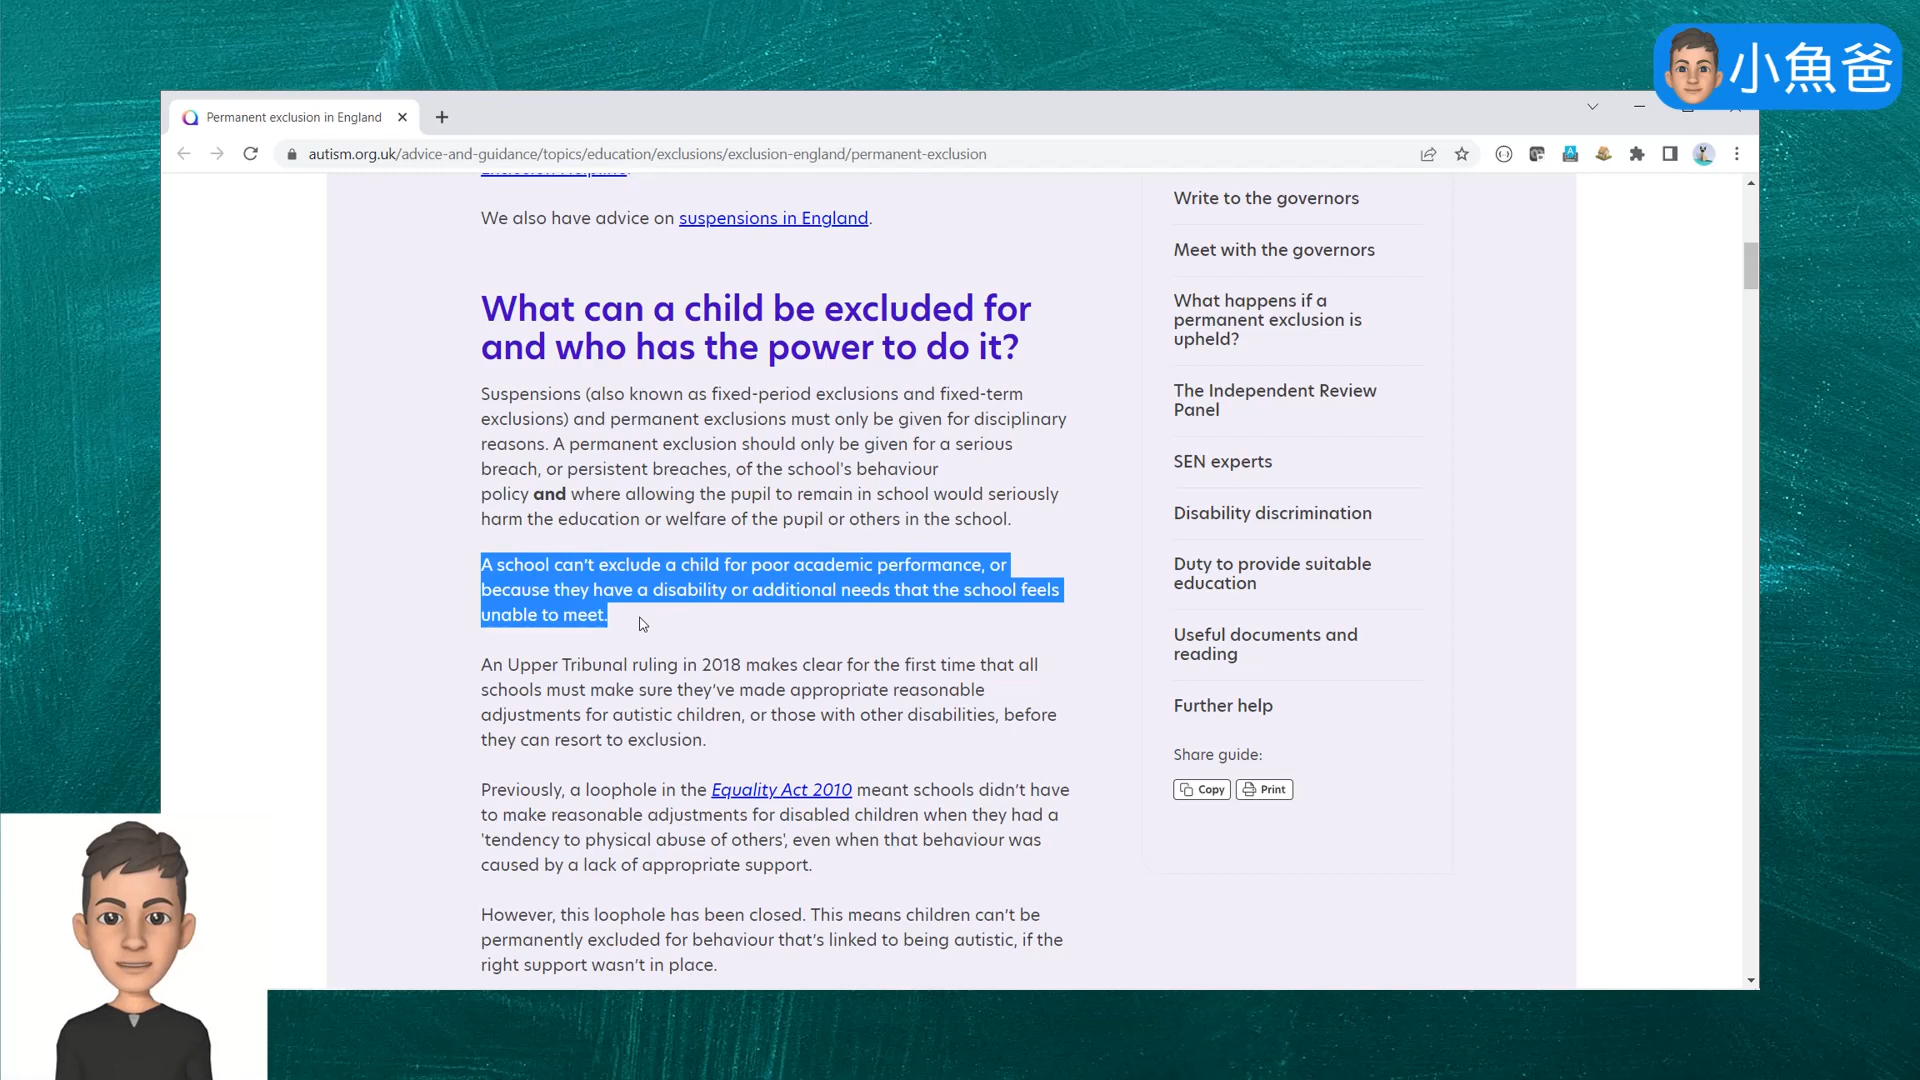 小魚爸
Permanent exclusion in England
autism.org.uk/advice-and-guidance/topics/education/exclusions/exclusion-england/permanent-exclusion
Exclusion Helpline.
We also have advice on suspensions in England.
What can a child be excluded for
and who has the power to do it?
Suspensions (also known as fixed-period exclusions and fixed-term
exclusions) and permanent exclusions must only be given for disciplinary
reasons. A permanent exclusion should only be given for a serious
breach, or persistent breaches, of the school's behaviour
policy and where allowing the pupil to remain in school would seriously
harm the education or welfare of the pupil or others in the school.
A school can’t exclude a child for poor academic performance, or
because they have a disability or additional needs that the school feels
unable to meet.
An Upper Tribunal ruling in 2018 makes clear for the first time that all
schools must make sure they’ve made appropriate reasonable
adjustments for autistic children, or those with other disabilities, before
they can resort to exclusion.
Previously, a loophole in the Equality Act 2010 meant schools didn’t have
to make reasonable adjustments for disabled children when they had a
'tendency to physical abuse of others', even when that behaviour was
caused by a lack of appropriate support.
However, this loophole has been closed. This means children can’t be
permanently excluded for behaviour that’s linked to being autistic, if the
right support wasn’t in place.
Write to the governors
Meet with the governors
What happens if a
permanent exclusion is
upheld?
The Independent Review
Panel
SEN experts
Disability discrimination
Duty to provide suitable
education
Useful documents and
reading
Further help
Share guide:
Copy
Print